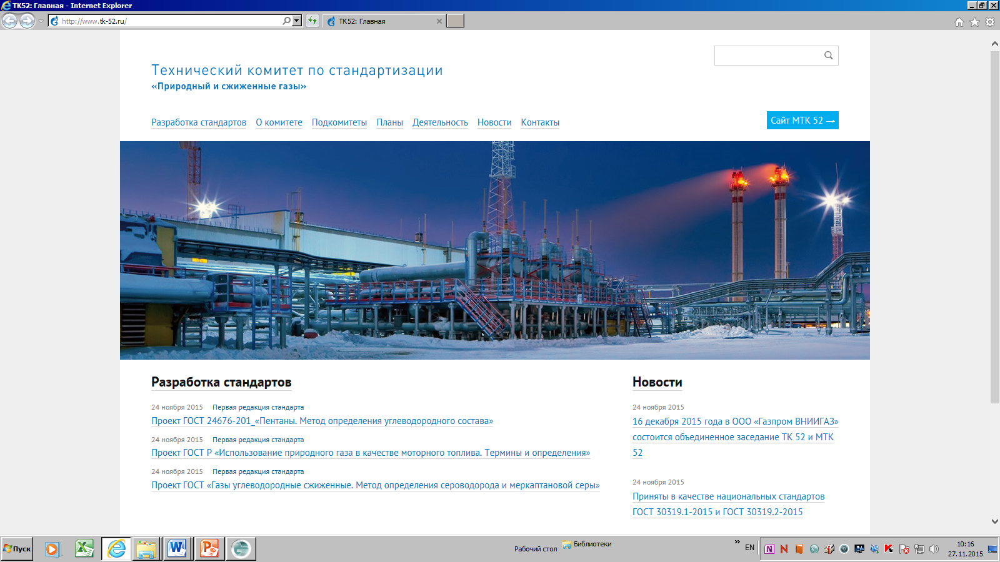 TK52: Главная - Internet Explorer
http://www.tk-52.ru/
TK52: Главная
Технический комитет по стандартизации
«Природный и сжиженные газы»
Разработка стандартов О комитете Подкомитеты Планы Деятельность Новости Контакты
Сайт МТК 52 →
Разработка стандартов
24 ноября 2015 Первая редакция стандарта
Проект ГОСТ 24676-201_«Пентаны. Метод определения углеводородного состава»
24 ноября 2015 Первая редакция стандарта
Проект ГОСТ Р «Использование природного газа в качестве моторного топлива. Термины и определения»
24 ноября 2015 Первая редакция стандарта
Проект ГОСТ «Газы углеводородные сжиженные. Метод определения сероводорода и меркаптановой серы»
Новости
24 ноября 2015
16 декабря 2015 года в ООО «Газпром ВНИИГАЗ»
состоится объединенное заседание ТК 52 и МТК
52
24 ноября 2015
Приняты в качестве национальных стандартов
ГОСТ 30319.1-2015 и ГОСТ 30319.2-2015
Пуск
Рабочий стол
Библиотеки
»
EN
10:16
27.11.2015